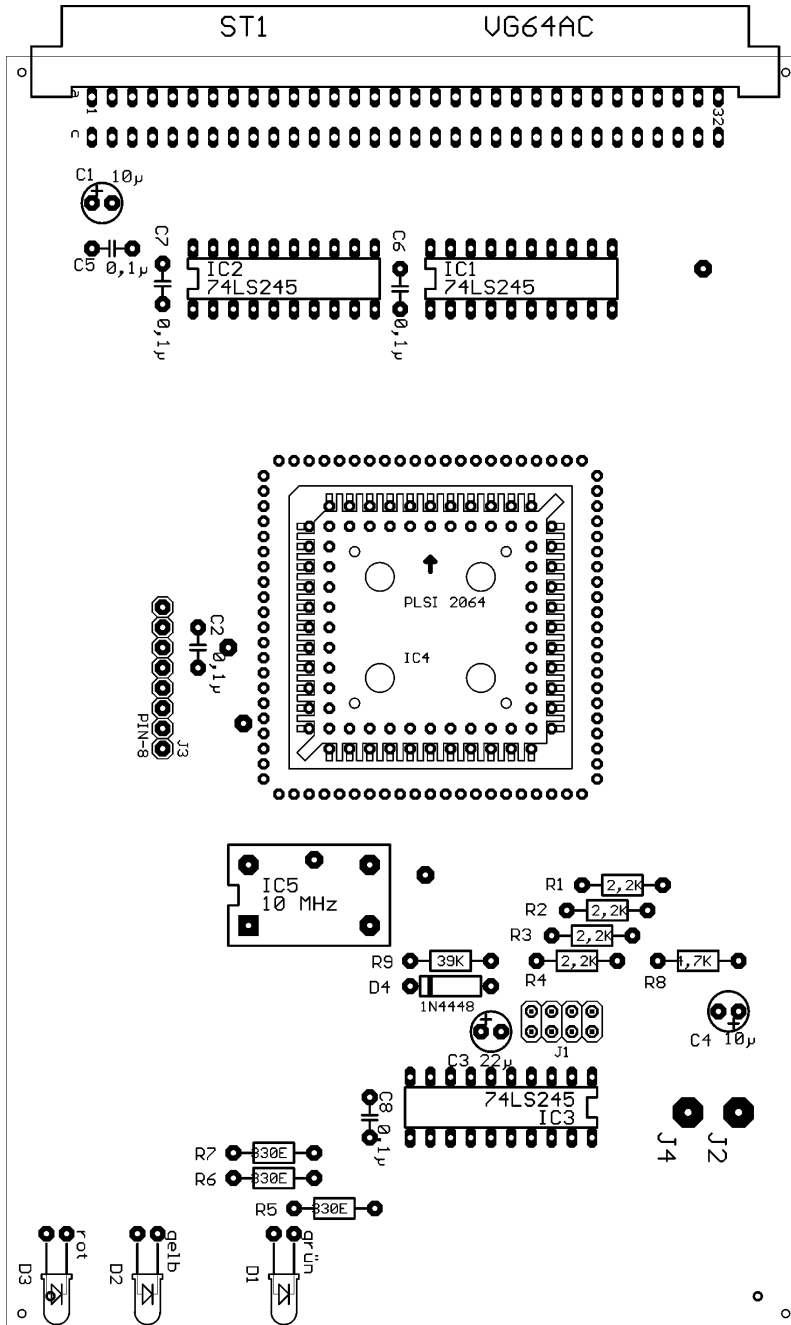 ST1 VG64AC
a
1
32
c
C1 10µ
C5 0,1µ
C7
0,1µ
IC2
74LS245
C6
0,1µ
IC1
74LS245
PLSI 2064
IC4
C2
0,1µ
PIN-8
J3
IC5
10 MHz
R1 2,2K
R2 2,2K
R3 2,2K
R9 39K
R4 2,2K
R8 4,7K
D4
1N4448
C3 22µ
J1
C4 10µ
C8
0,1µ
74LS245
IC3
J4
J2
R7 330E
R6 330E
R5 330E
D3
rot
D2
gelb
D1
grün